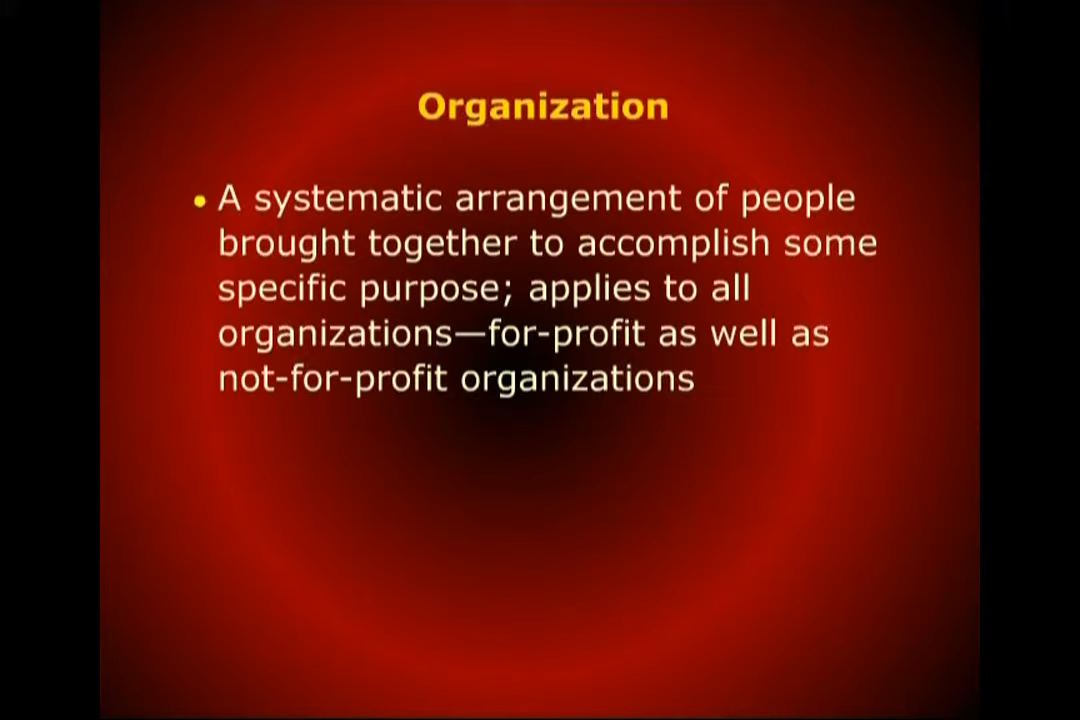 Organization
• A systematic arrangement of people
brought together to accomplish some
specific purpose; applies to all
organizations—for-profit as well as
not-for-profit organizations